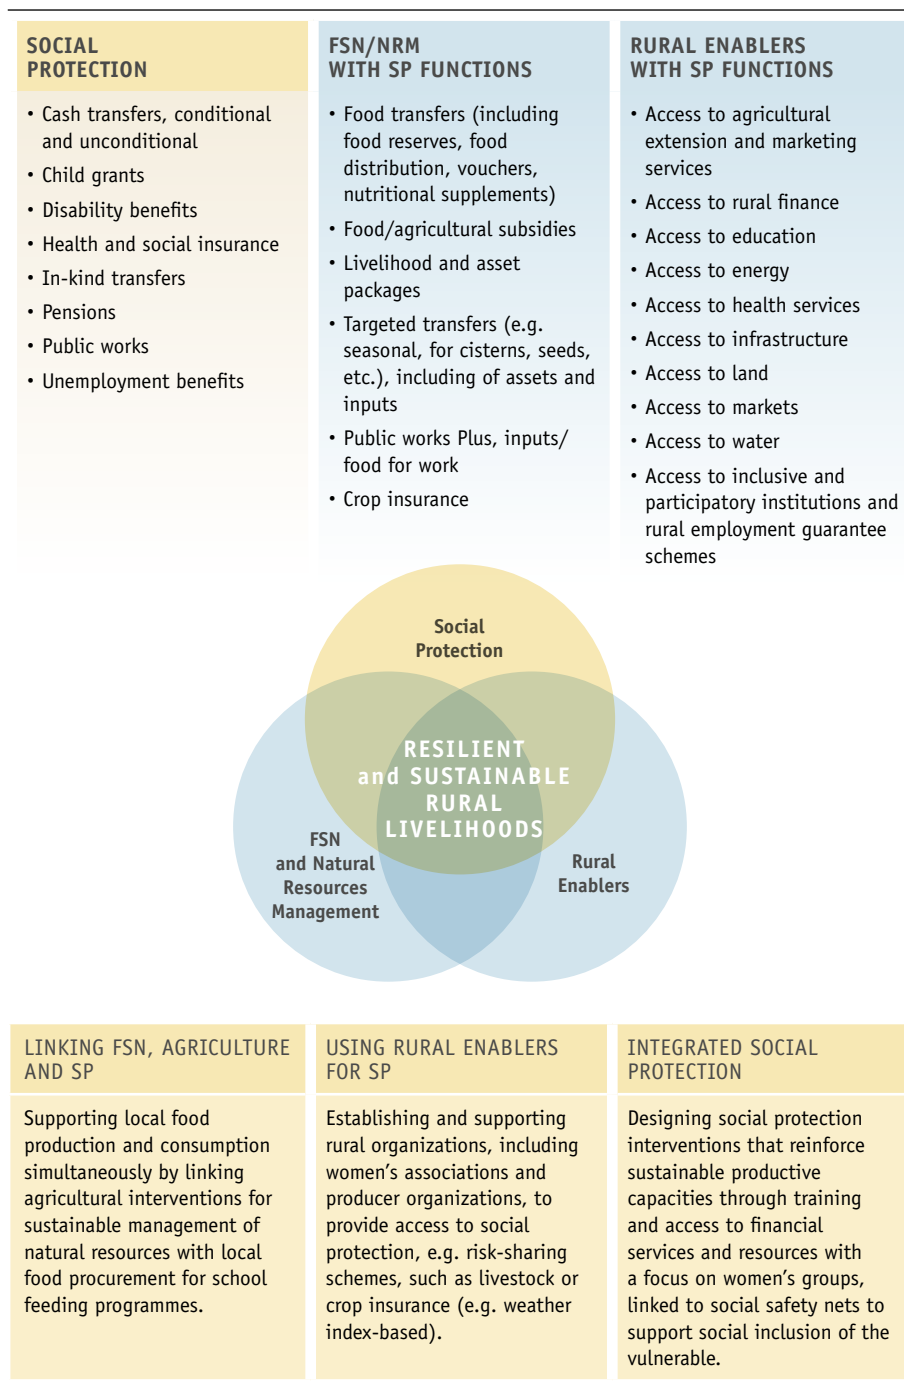 SOCIAL
PROTECTION
• Cash transfers, conditional
and unconditional
• Child grants
• Disability benefits
• Health and social insurance
• In-kind transfers
• Pensions
• Public works
• Unemployment benefits
FSN/NRM
WITH SP FUNCTIONS
• Food transfers (including
food reserves, food
distribution, vouchers,
nutritional supplements)
• Food/agricultural subsidies
• Livelihood and asset
packages
• Targeted transfers (e.g.
seasonal, for cisterns, seeds,
etc.), including of assets and
inputs
• Public works Plus, inputs/
food for work
• Crop insurance
RURAL ENABLERS
WITH SP FUNCTIONS
• Access to agricultural
extension and marketing
services
• Access to rural finance
• Access to education
• Access to energy
• Access to health services
• Access to infrastructure
• Access to land
• Access to markets
• Access to water
• Access to inclusive and
participatory institutions and
rural employment guarantee
schemes
Social
Protection
RESILIENT
and SUSTAINABLE
RURAL
LIVELIHOODS
FSN
and Natural
Resources
Management
Rural
Enablers
LINKING FSN, AGRICULTURE
AND SP
Supporting local food
production and consumption
simultaneously by linking
agricultural interventions for
sustainable management of
natural resources with local
food procurement for school
feeding programmes.
USING RURAL ENABLERS
FOR SP
Establishing and supporting
rural organizations, including
women's associations and
producer organizations, to
provide access to social
protection, e.g. risk-sharing
schemes, such as livestock or
crop insurance (e.g. weather
index-based).
INTEGRATED SOCIAL
PROTECTION
Designing social protection
interventions that reinforce
sustainable productive
capacities through training
and access to financial
services and resources with
a focus on women's groups,
linked to social safety nets to
support social inclusion of the
vulnerable.